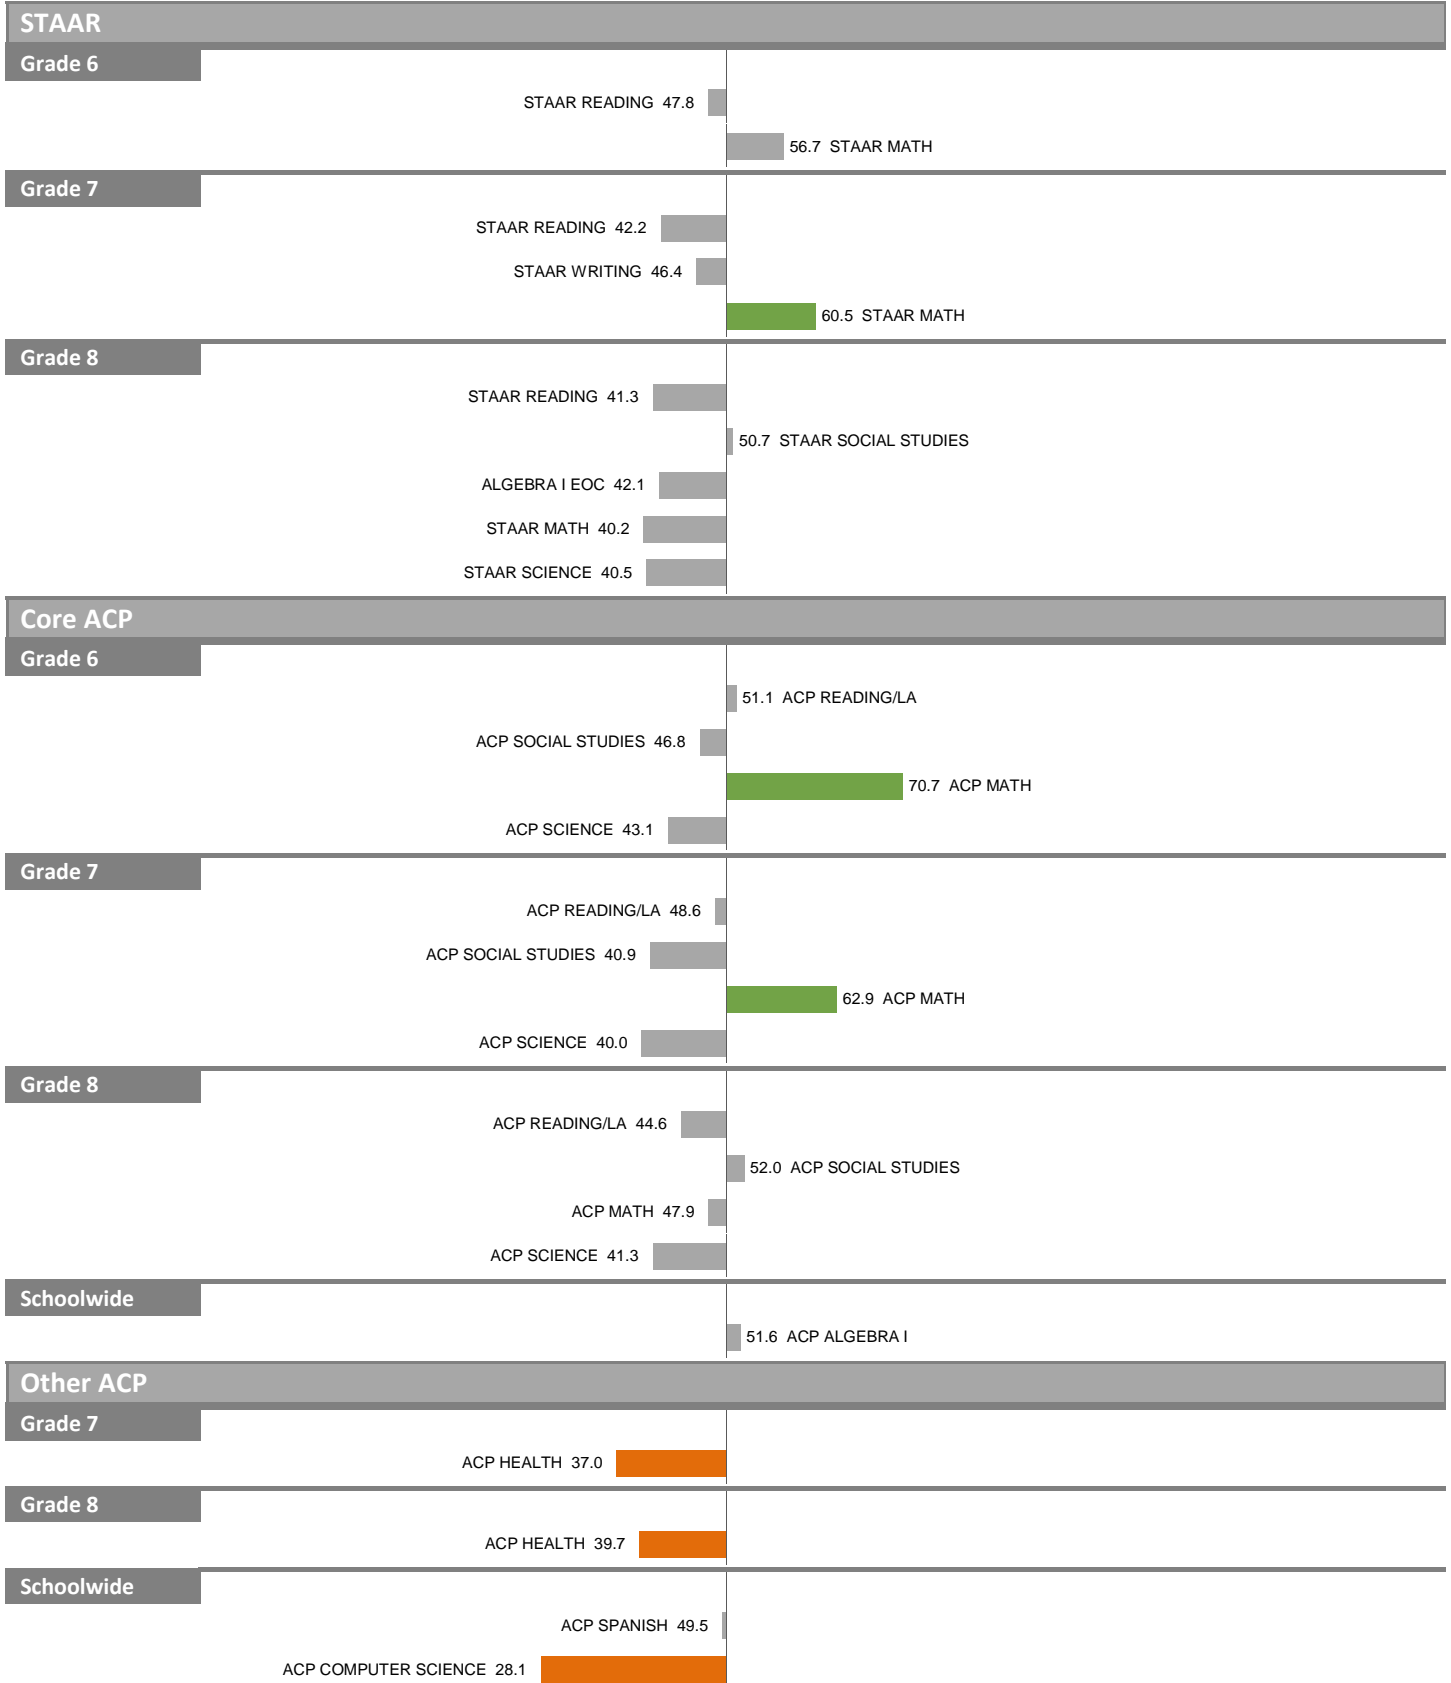 STAAR
Grade 6
STAAR READING 47.8
56.7 STAAR MATH
Grade 7
STAAR READING 42.2
STAAR WRITING 46.4
60.5 STAAR MATH
Grade 8
STAAR READING 41.3
50.7 STAAR SOCIAL STUDIES
ALGEBRA I EOC 42.1
STAAR MATH 40.2
STAAR SCIENCE 40.5
Core ACP
Grade 6
51.1 ACP READING/LA
ACP SOCIAL STUDIES 46.8
70.7 ACP MATH
ACP SCIENCE 43.1
Grade 7
ACP READING/LA 48.6
ACP SOCIAL STUDIES 40.9
62.9 ACP MATH
ACP SCIENCE 40.0
Grade 8
ACP READING/LA 44.6
52.0 ACP SOCIAL STUDIES
ACP MATH 47.9
ACP SCIENCE 41.3
Schoolwide
51.6 ACP ALGEBRA I
Other ACP
Grade 7
ACP HEALTH 37.0
Grade 8
ACP HEALTH 39.7
Schoolwide
ACP SPANISH 49.5
ACP COMPUTER SCIENCE 28.1